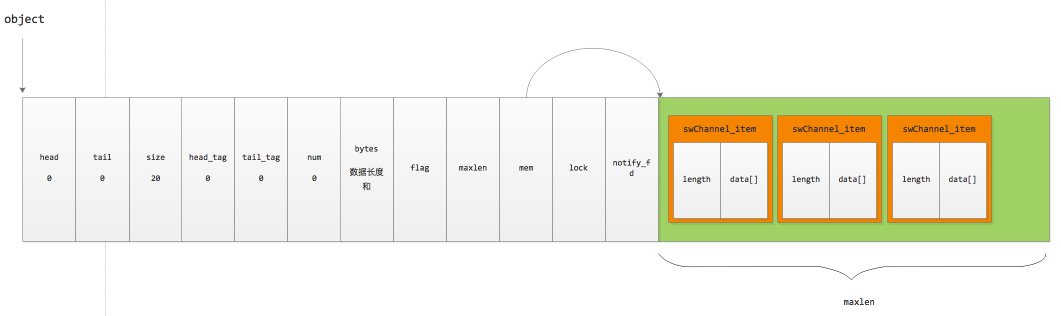 object
head
0
tail
0
size
20
head_tag
0
tail_tag
0
num
0
bytes
数据长度
和
flag
maxlen
mem
lock
notify_f
d
swChannel_item
length
data[]
swChannel_item
length
data[]
swChannel_item
length
data[]
maxlen